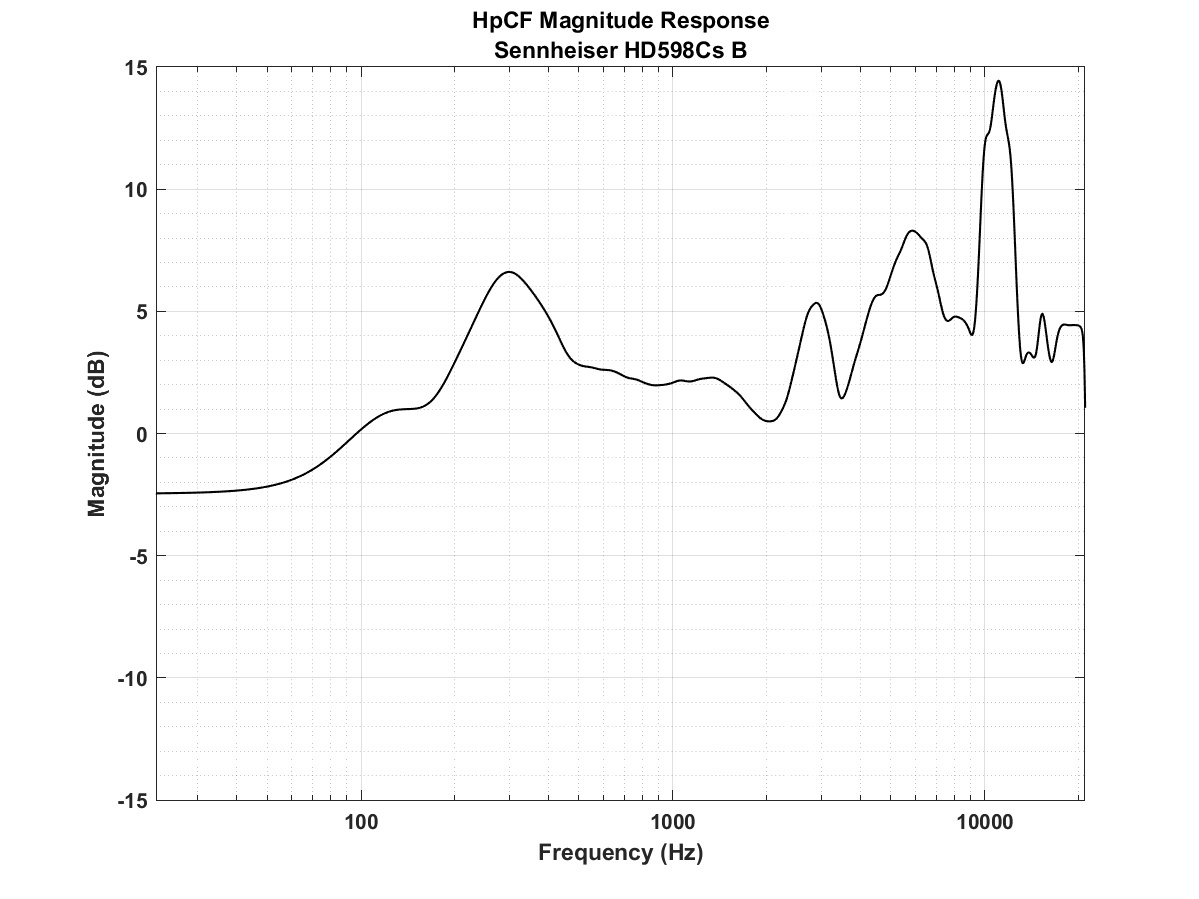 HpCF Magnitude Response
Sennheiser HD598Cs B
15
10
5
0
-5
-10
-15
Magnitude (dB)
100
1000
10000
Frequency (Hz)